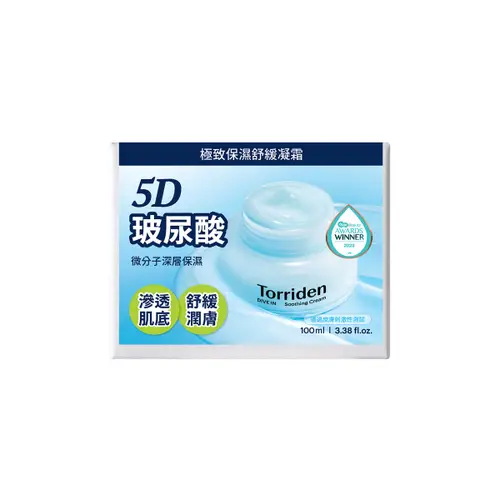 極致保濕舒緩凝霜
5D
玻尿酸
微分子深層保濕
滲透
肌底
舒緩
潤膚
AWARDS
WINNER
Torriden
DIVE IN Soothing Cream
100ml | 3.38 fl.oz.